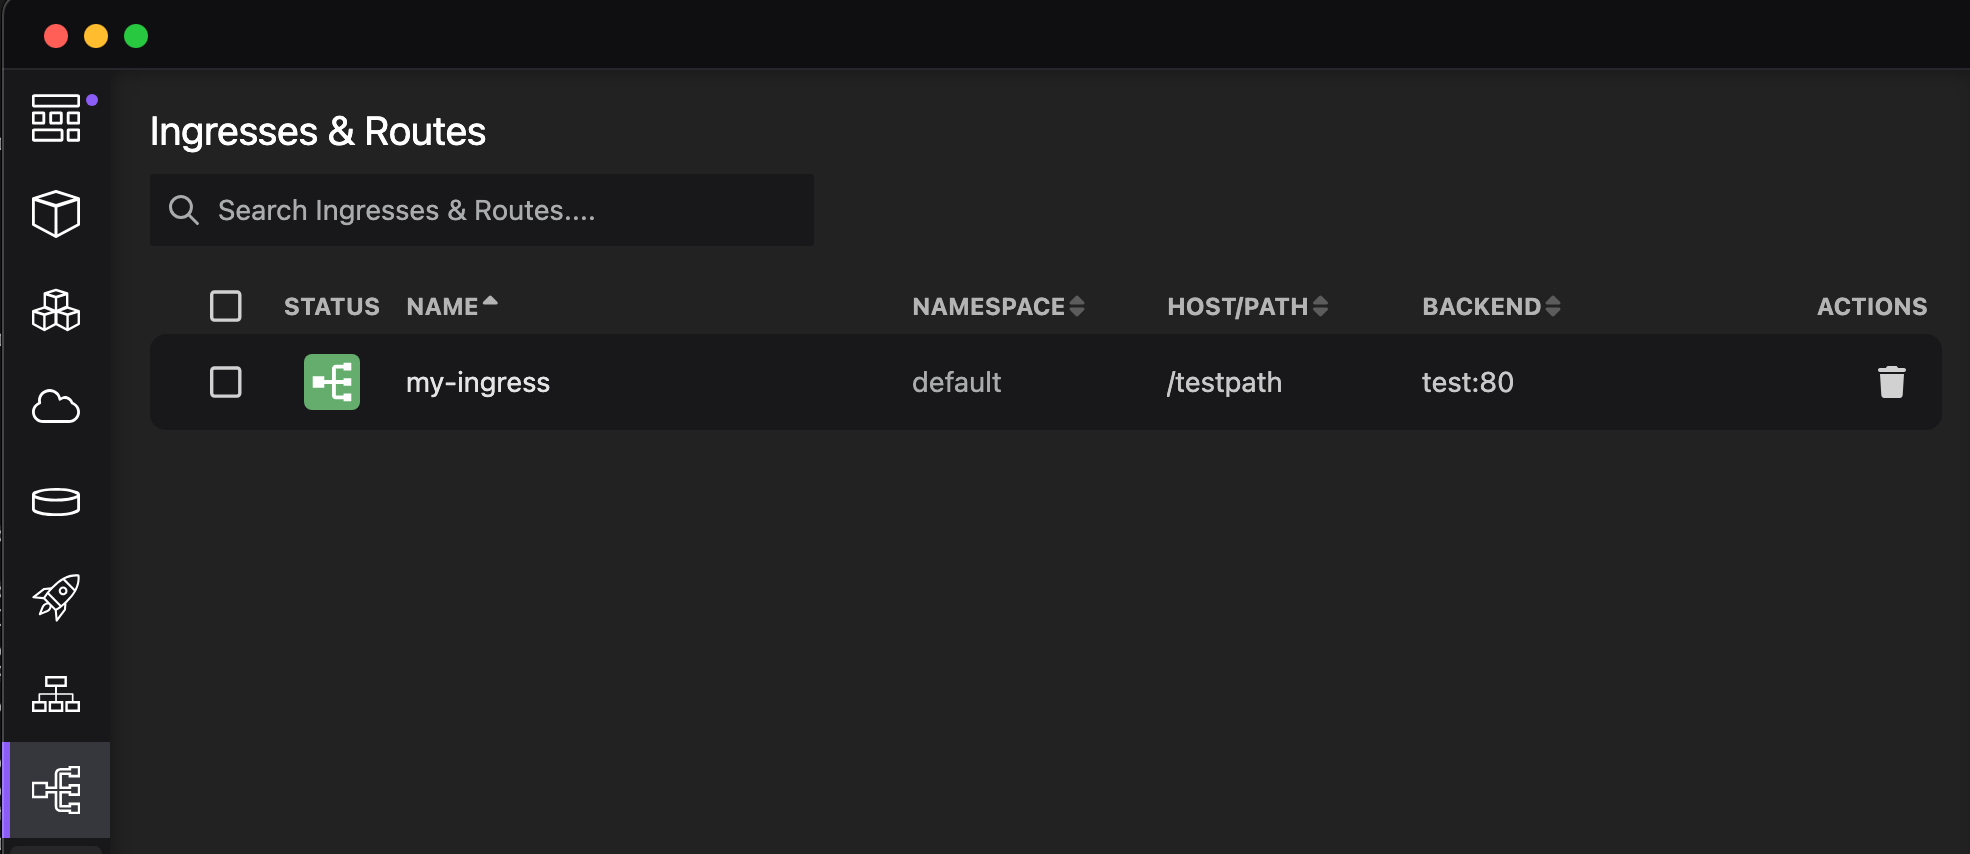 Ingresses & Routes
Search Ingresses & Routes....
STATUS NAME NAMESPACE HOST/PATH BACKEND ACTIONS
my-ingress default /testpath test:80